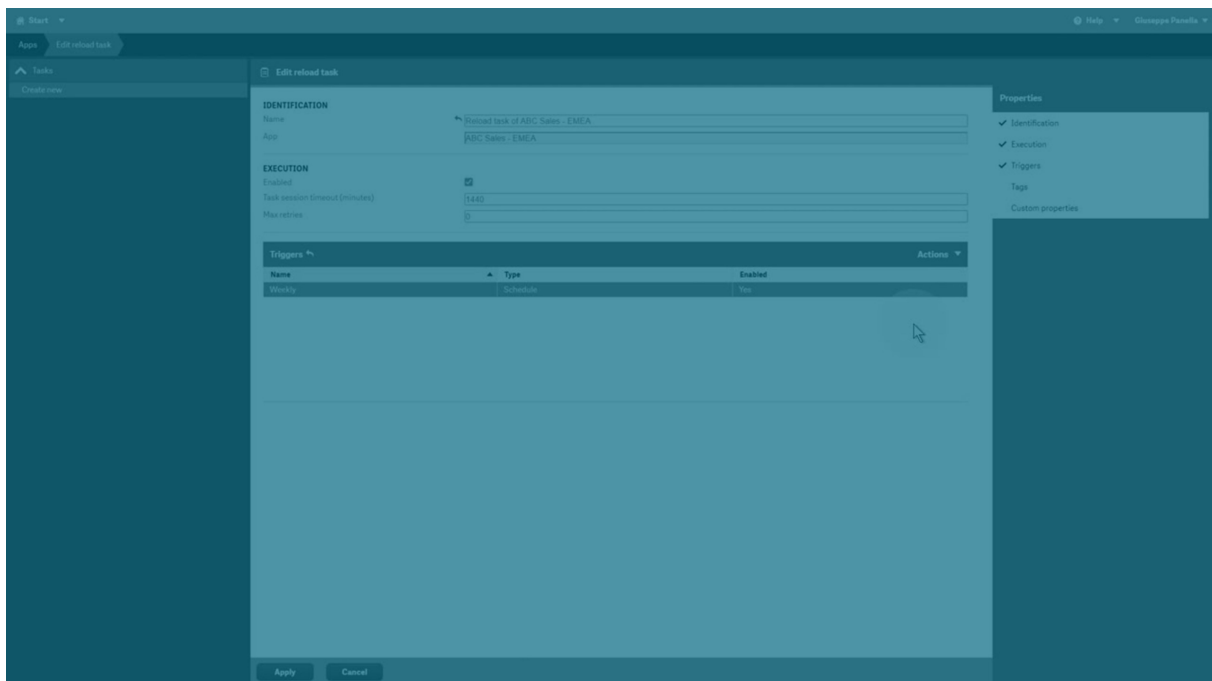 Start Help Giuseppe Panella
Apps Edit reload task
Tasks
Create new
Edit reload task
IDENTIFICATION
Name Reload task of ABC Sales - EMEA
App ABC Sales - EMEA
EXECUTION
Enabled
Task session timeout (minutes) 1440
Max retries 0
Triggers Actions
Name Type Enabled
Weekly Schedule Yes
Apply Cancel
Properties
Identification
Execution
Triggers
Tags
Custom properties